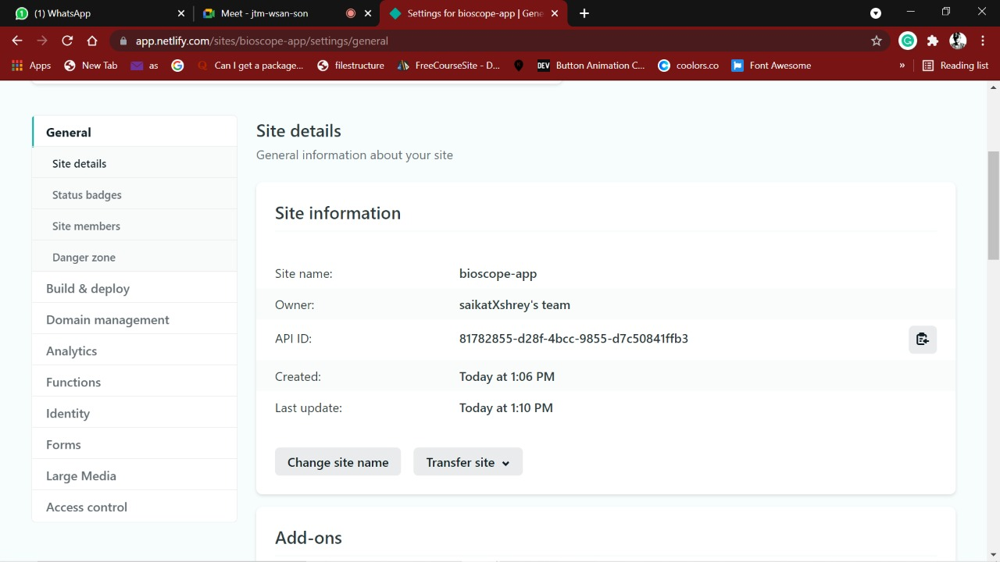 (1) WhatsApp
Meet - jtm-wsan-son
Settings for bioscope-app | Gene
app.netlify.com/sites/bioscope-app/settings/general
Apps
New Tab
as
Can I get a package...
filestructure
FreeCourseSite - D...
DEV Button Animation C...
coolors.co
Font Awesome
»
Reading list
General
Site details
Status badges
Site members
Danger zone
Build & deploy
Domain management
Analytics
Functions
Identity
Forms
Large Media
Access control
Site details
General information about your site
Site information
Site name: bioscope-app
Owner: saikatXshrey's team
API ID: 81782855-d28f-4bcc-9855-d7c50841ffb3
Created: Today at 1:06 PM
Last update: Today at 1:10 PM
Change site name
Transfer site
Add-ons